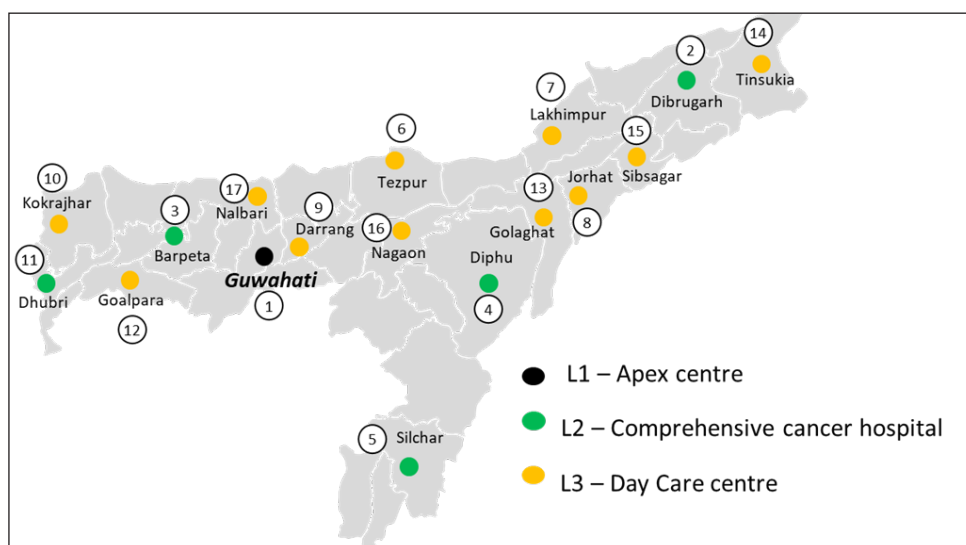 14
2
Tinsukia
Dibrugarh
7
Lakhimpur
15
Sibsagar
6
Tezpur
Jorhat
8
13
Golaghat
10
Kokrajhar
3
Barpeta
17
Nalbari
9
Darrang
16
Nagaon
Diphu
4
11
Dhubri
Goalpara
12
Guwahati
1
5
Silchar
L1 – Apex centre
L2 – Comprehensive cancer hospital
L3 – Day Care centre